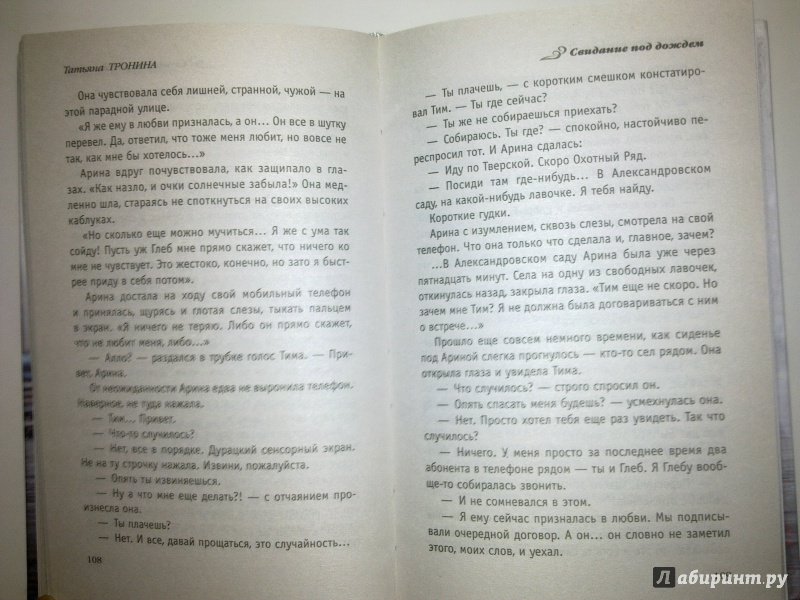 Татьяна ТРОНИНА
Она чувствовала себя лишней, странной, чужой — на
этой парадной улице.
«Я же ему в любви призналась, а он... Он все в шутку
перевел. Да, ответил, что тоже меня любит, но вовсе не
так, как мне бы хотелось...»
Арина вдруг почувствовала, как защипало в гла-
зах. «Как назло, и очки солнечные забыла!» Она мед-
ленно шла, стараясь не споткнуться на своих высоких
каблуках.
«Но сколько еще можно мучиться... Я же с ума так
сойду! Пусть уж Глеб мне прямо скажет, что ничего ко
мне не чувствует. Это жестоко, конечно, но зато я быст-
рее приду в себя потом».
Арина достала на ходу свой мобильный телефон
и принялась, щурясь и глотая слезы, тыкать пальцем
в экран. «Я ничего не теряю. Либо он прямо скажет,
что не любит меня, либо...»
— Алло? — раздался в трубке голос Тима. — При-
вет, Арина.
От неожиданности Арина едва не выронила телефон.
Наверное, не туда нажала.
— Тим... Привет.
— Что-то случилось?
— Нет, все в порядке. Дурацкий сенсорный экран.
Не на ту строчку нажала. Извини, пожалуйста.
— Опять ты извиняешься.
— Ну а что мне еще делать?! — с отчаянием про-
изнесла она.
— Ты плачешь?
— Нет. И все, давай прощаться, это случайность...
108
Свидание под дождем
— Ты плачешь, — с коротким смешком констатиро-
вал Тим. — Ты где сейчас?
— Ты же не собираешься приехать?
— Собираюсь. Ты где? — спокойно, настойчиво пе-
респросил тот. И Арина сдалась:
— Иду по Тверской. Скоро Охотный Ряд.
— Посиди там где-нибудь... В Александровском
саду, на какой-нибудь лавочке. Я тебя найду.
Короткие гудки.
Арина с изумлением, сквозь слезы, смотрела на свой
телефон. Что она только что сделала и, главное, зачем?
...В Александровском саду Арина была уже через
пятнадцать минут. Села на одну из свободных лавочек,
откинулась назад, закрыла глаза. «Тим еще не скоро. Но
зачем мне Тим? Я не должна была договариваться с ним
о встрече...»
Прошло еще совсем немного времени, как сиденье
под Ариной слегка прогнулось — кто-то сел рядом. Она
открыла глаза и увидела Тима.
— Что случилось? — строго спросил он.
— Опять спасать меня будешь? — усмехнулась она.
— Нет. Просто хотел тебя еще раз увидеть. Так что
случилось?
— Ничего. У меня просто за последнее время два
абонента в телефоне рядом — ты и Глеб. Я Глебу вооб-
ще-то собиралась звонить.
— И не сомневался в этом.
— Я ему сейчас призналась в любви. Мы подписы-
вали очередной договор. А он... он словно не заметил
этого, моих слов, и уехал.
Лабиринт.ру